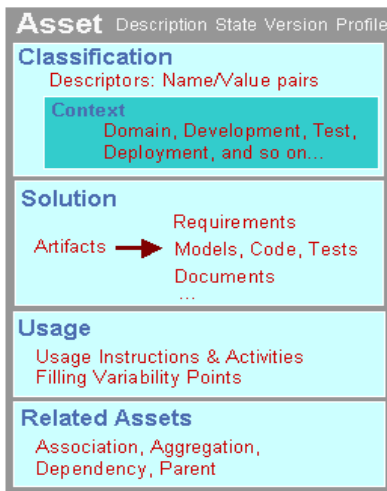 Asset Description State Version Profile
Classification
Descriptors: Name/Value pairs
Context
Domain, Development, Test,
Deployment, and so on...
Solution
Requirements
Artifacts Models, Code, Tests
Documents
...
Usage
Usage Instructions & Activities
Filling Variability Points
Related Assets
Association, Aggregation,
Dependency, Parent